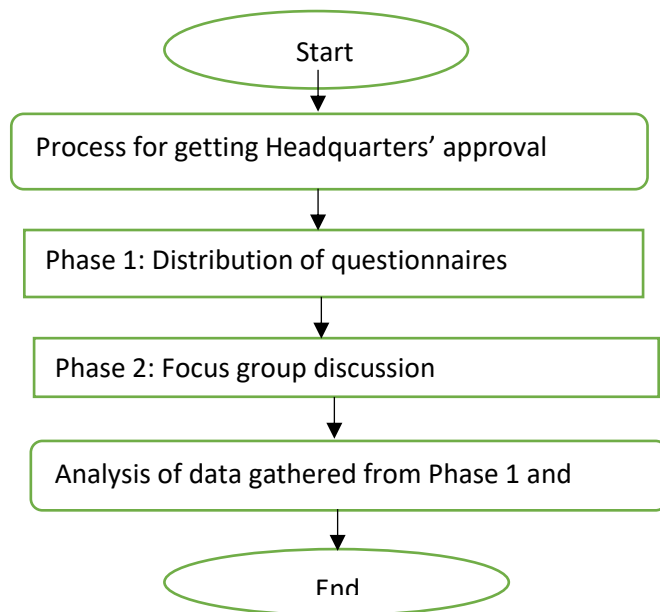 Start
Process for getting Headquarters’ approval
Phase 1: Distribution of questionnaires
Phase 2: Focus group discussion
Analysis of data gathered from Phase 1 and
End